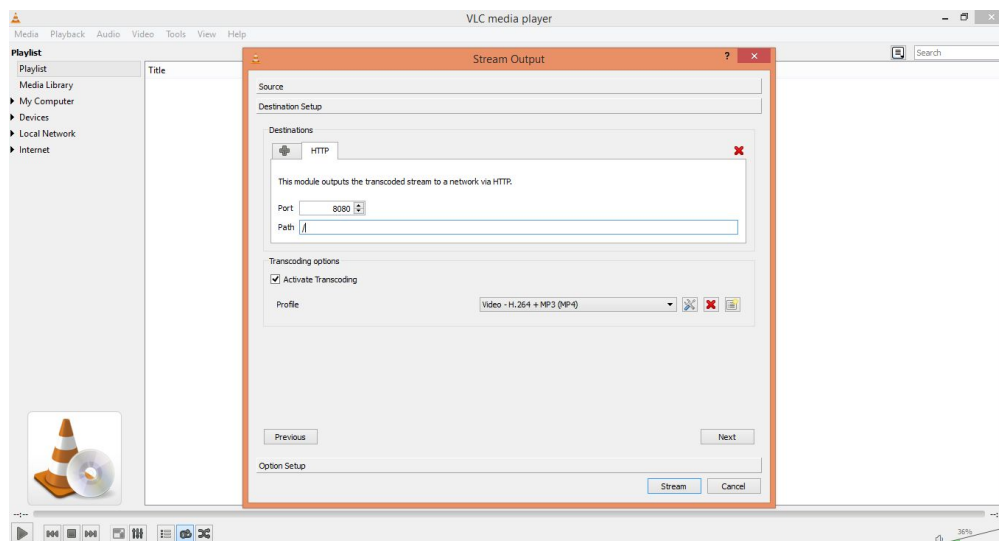 VLC media player
Media Playback Audio Video Tools View Help
Playlist
Search
Playlist
Title
Media Library
My Computer
Devices
Local Network
Internet
Stream Output
?
Source
Destination Setup
Destinations
HTTP
This module outputs the transcoded stream to a network via HTTP.
Port 8080
Path /
Transcoding options
Activate Transcoding
Profile Video - H.264 + MP3 (MP4)
Previous Next
Option Setup
Stream Cancel
--:-- --:
36%